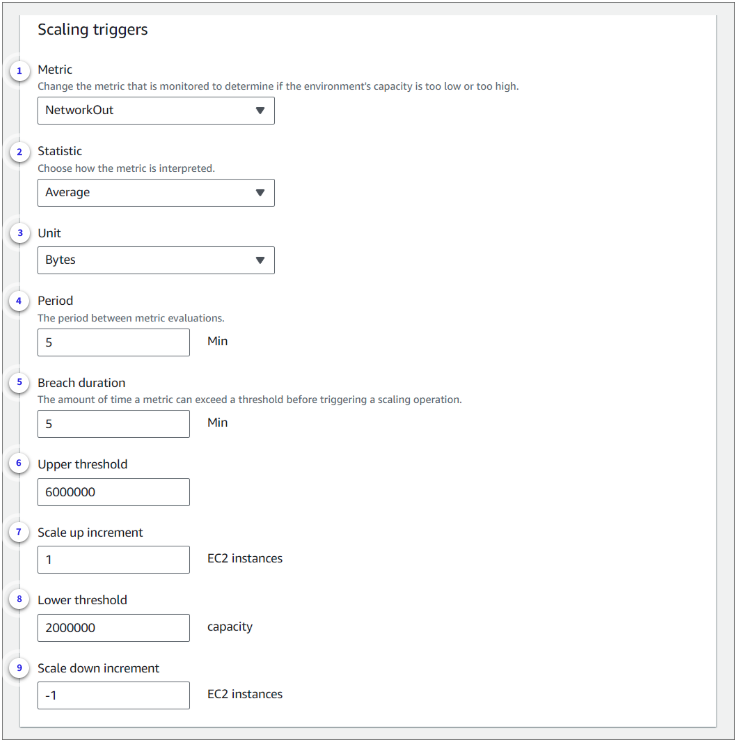 Scaling triggers
1 Metric
Change the metric that is monitored to determine if the environment's capacity is too low or too high.
NetworkOut
2 Statistic
Choose how the metric is interpreted.
Average
3 Unit
Bytes
4 Period
The period between metric evaluations.
5 Min
5 Breach duration
The amount of time a metric can exceed a threshold before triggering a scaling operation.
5 Min
6 Upper threshold
6000000
7 Scale up increment
1 EC2 instances
8 Lower threshold
2000000 capacity
9 Scale down increment
-1 EC2 instances